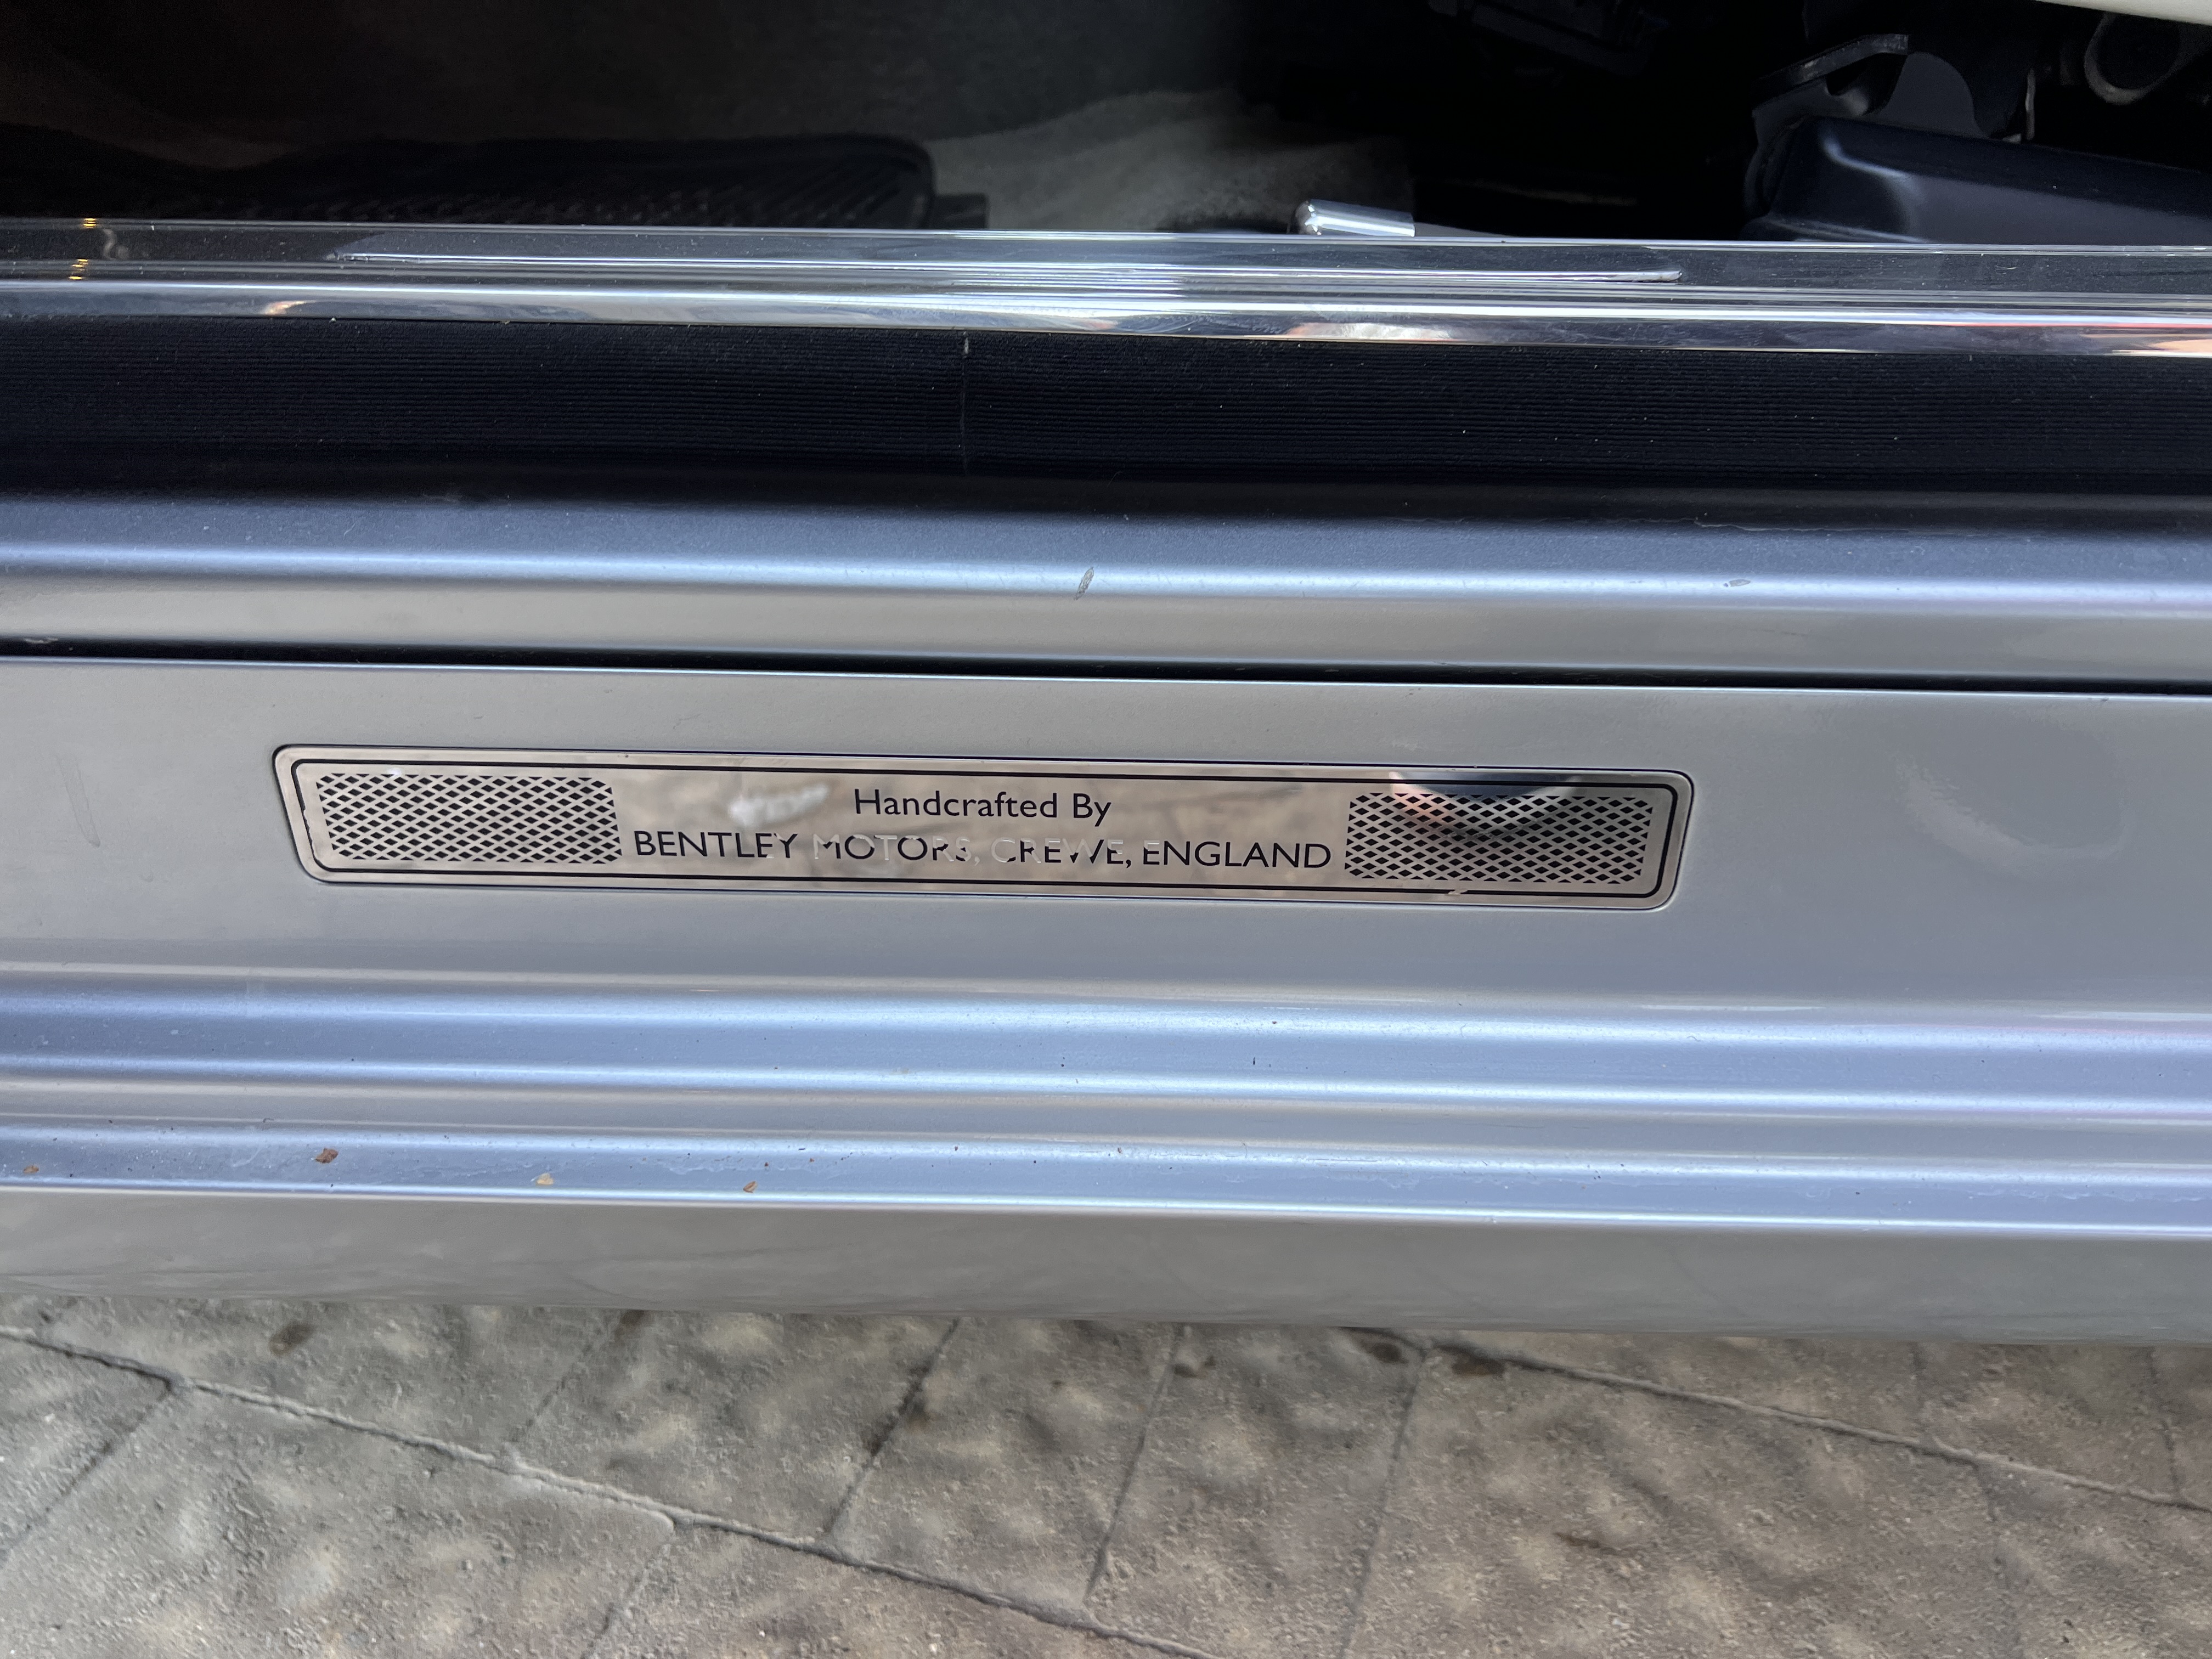 Handcrafted By
BENTLEY MOTORS, CREWE, ENGLAND